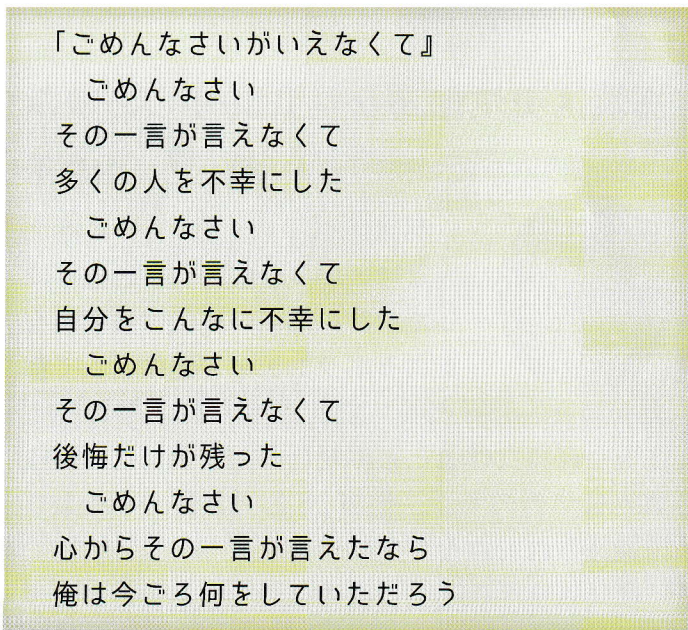 「ごめんなさいがいえなくて』
ごめんなさい
その一言が言えなくて
多くの人を不幸にした
ごめんなさい
その一言が言えなくて
自分をこんなに不幸にした
ごめんなさい
その一言が言えなくて
後悔だけが残った
ごめんなさい
心からその一言が言えたなら
俺は今ごろ何をしていただろう